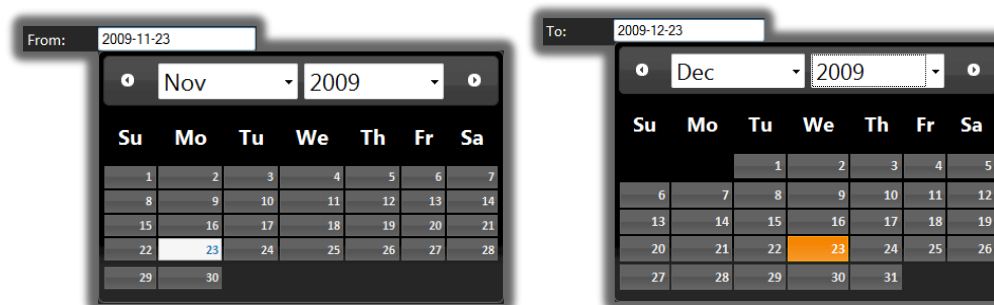 From: 2009-11-23
Nov 2009
Su Mo Tu We Th Fr Sa
1 2 3 4 5 6 7
8 9 10 11 12 13 14
15 16 17 18 19 20 21
22 23 24 25 26 27 28
29 30
To: 2009-12-23
Dec 2009
Su Mo Tu We Th Fr Sa
1 2 3 4 5
6 7 8 9 10 11 12
13 14 15 16 17 18 19
20 21 22 23 24 25 26
27 28 29 30 31